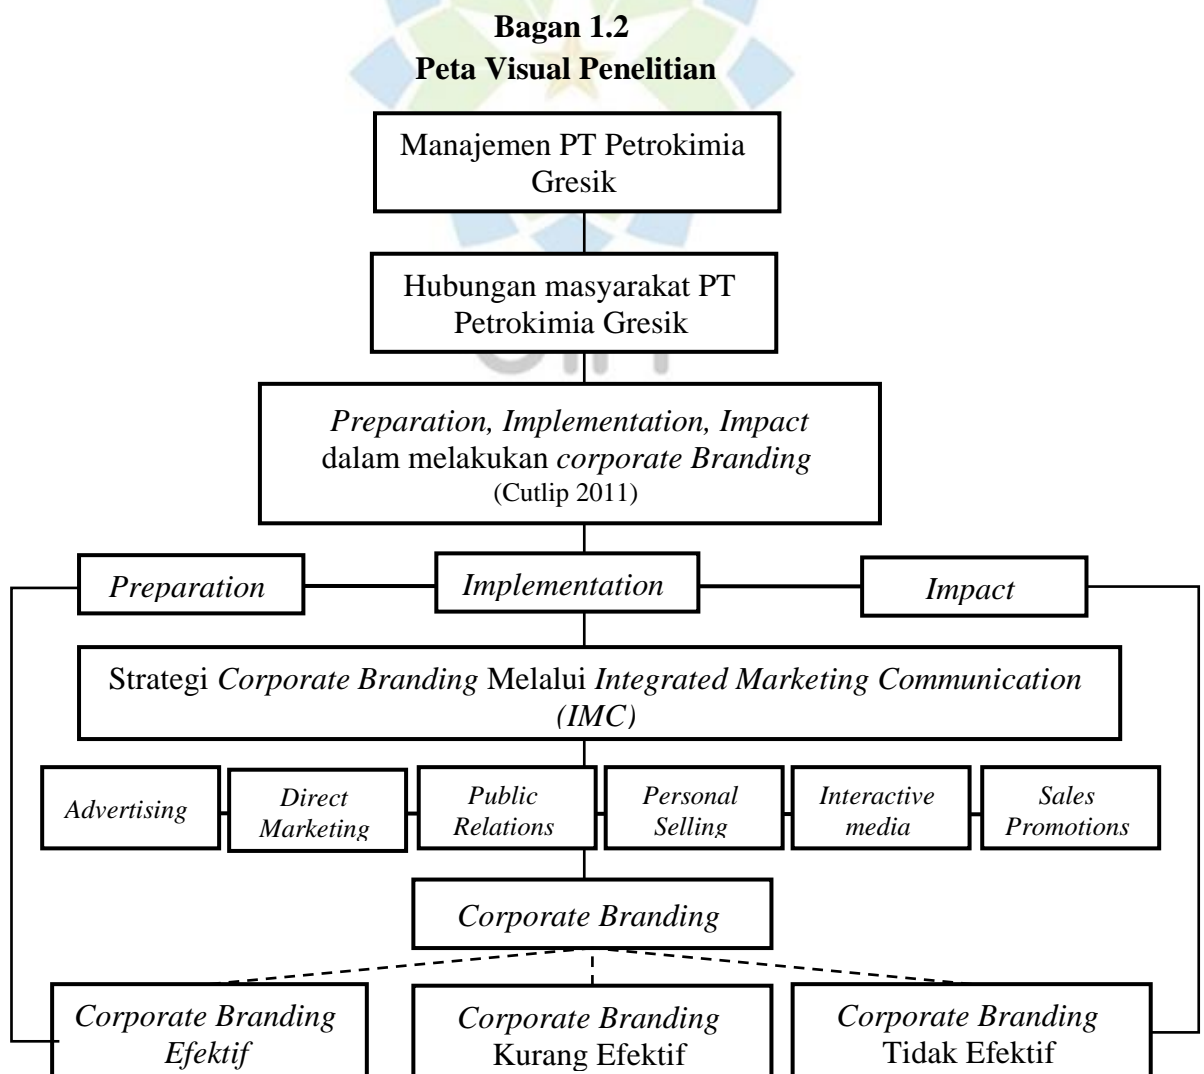 Bagan 1.2
Peta Visual Penelitian
Manajemen PT Petrokimia
Gresik
Hubungan masyarakat PT
Petrokimia Gresik
Preparation, Implementation, Impact
dalam melakukan corporate Branding
(Cutlip 2011)
Preparation
Implementation
Impact
Strategi Corporate Branding Melalui Integrated Marketing Communication
(IMC)
Advertising
Direct
Marketing
Public
Relations
Personal
Selling
Interactive
media
Sales
Promotions
Corporate Branding
Corporate Branding
Efektif
Corporate Branding
Kurang Efektif
Corporate Branding
Tidak Efektif